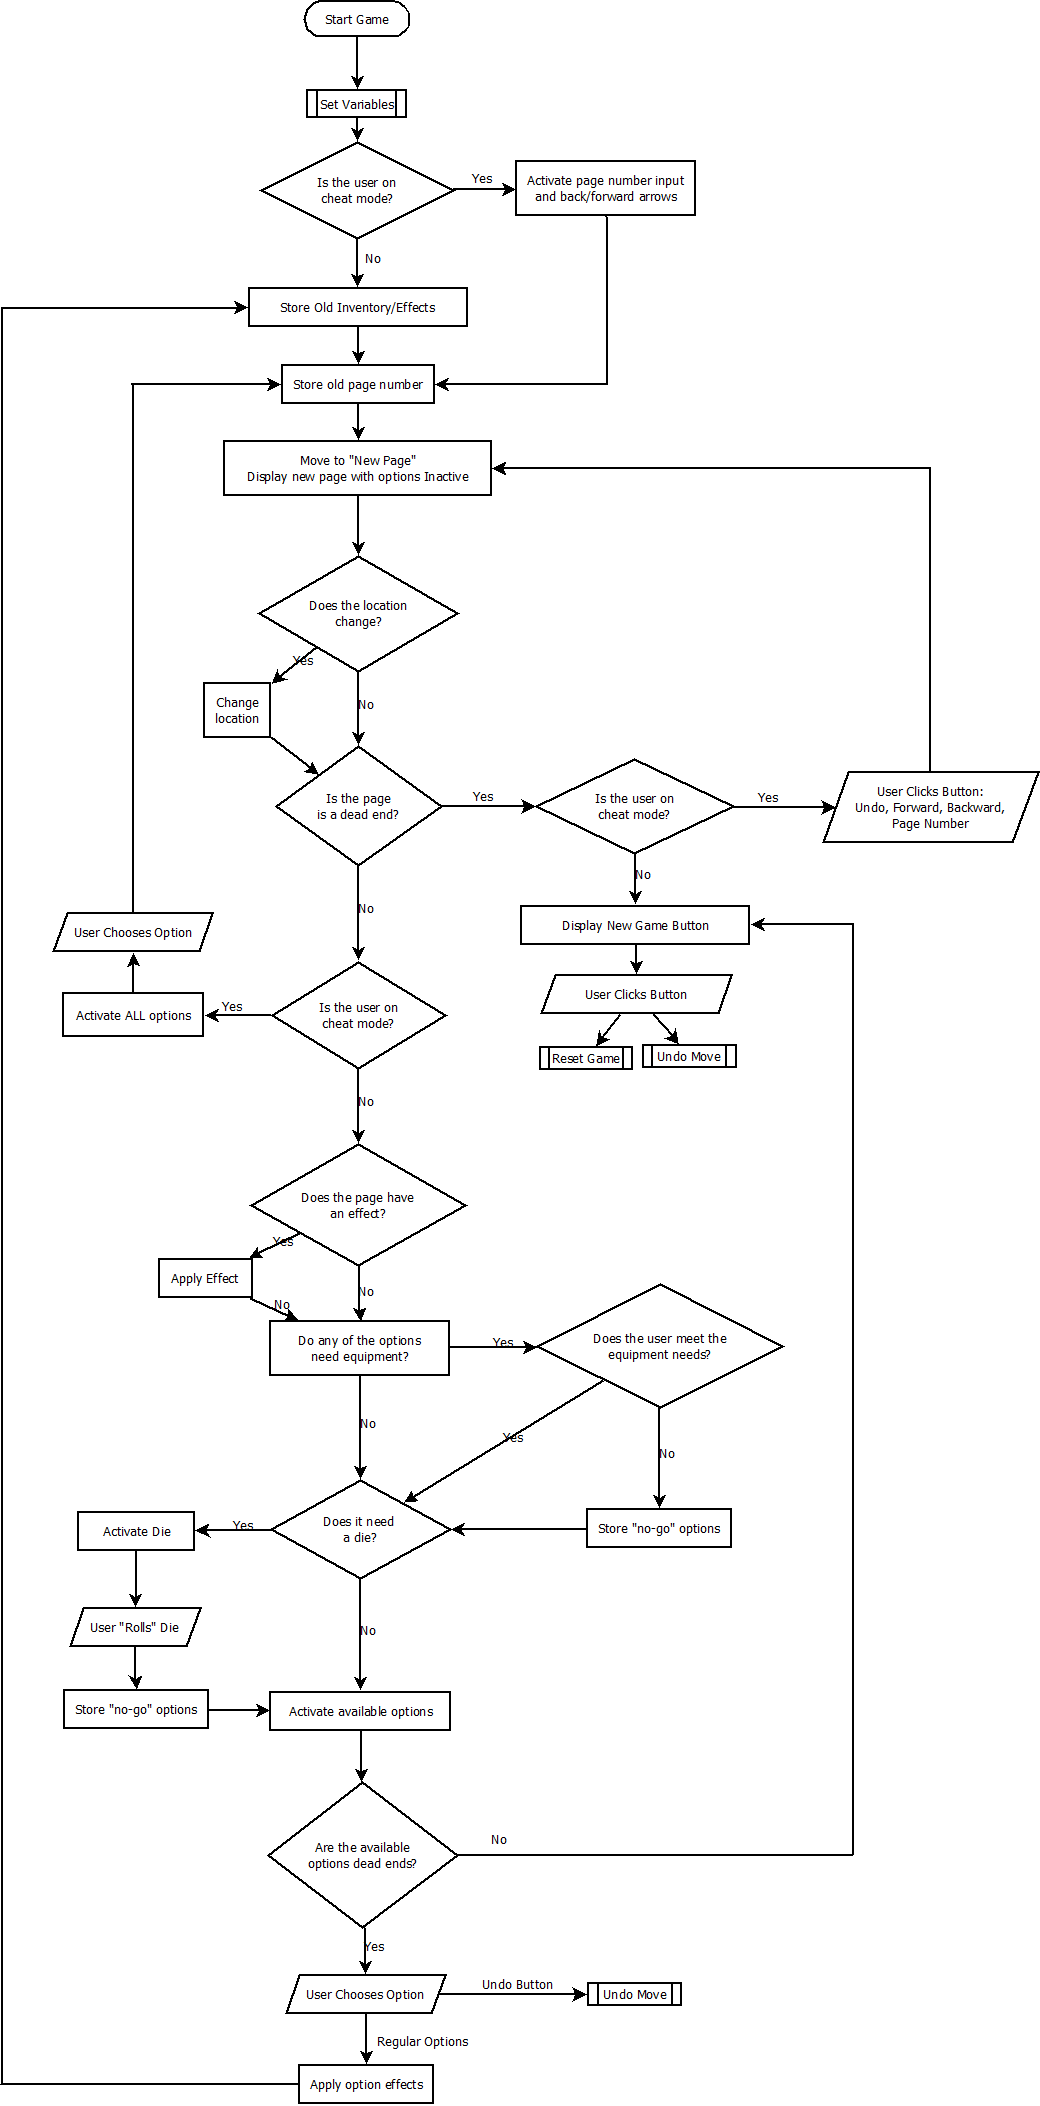 Start Game
Set Variables
Is the user on
cheat mode?
Yes
Activate page number input
and back/forward arrows
No
Store Old Inventory/Effects
Store old page number
Move to "New Page"
Display new page with options Inactive
Does the location
change?
Yes
Change
location
No
Is the page
is a dead end?
Yes
Is the user on
cheat mode?
Yes
User Clicks Button:
Undo, Forward, Backward,
Page Number
No
Display New Game Button
User Clicks Button
Reset Game
Undo Move
No
User Chooses Option
Activate ALL options
Yes
Is the user on
cheat mode?
No
Does the page have
an effect?
Yes
Apply Effect
No
No
Do any of the options
need equipment?
Yes
Does the user meet the
equipment needs?
No
Yes
No
Store "no-go" options
Does it need
a die?
Yes
Activate Die
User "Rolls" Die
Store "no-go" options
No
Activate available options
Are the available
options dead ends?
No
Yes
User Chooses Option
Undo Button
Undo Move
Regular Options
Apply option effects